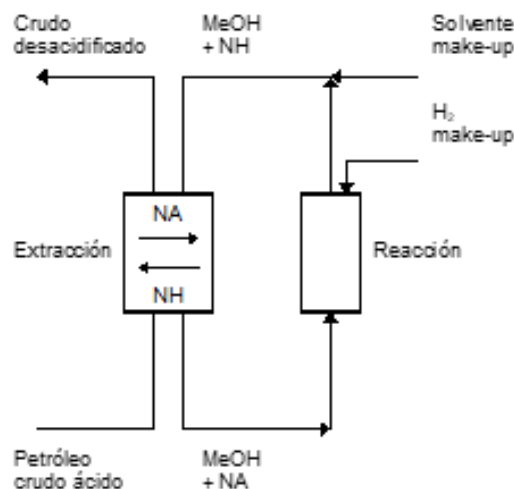 Crudo
desacidificado
MeOH
+ NH
Solvente
make-up
H₂
make-up
NA
Extracción
NH
Reacción
Petróleo
crudo ácido
MeOH
+ NA